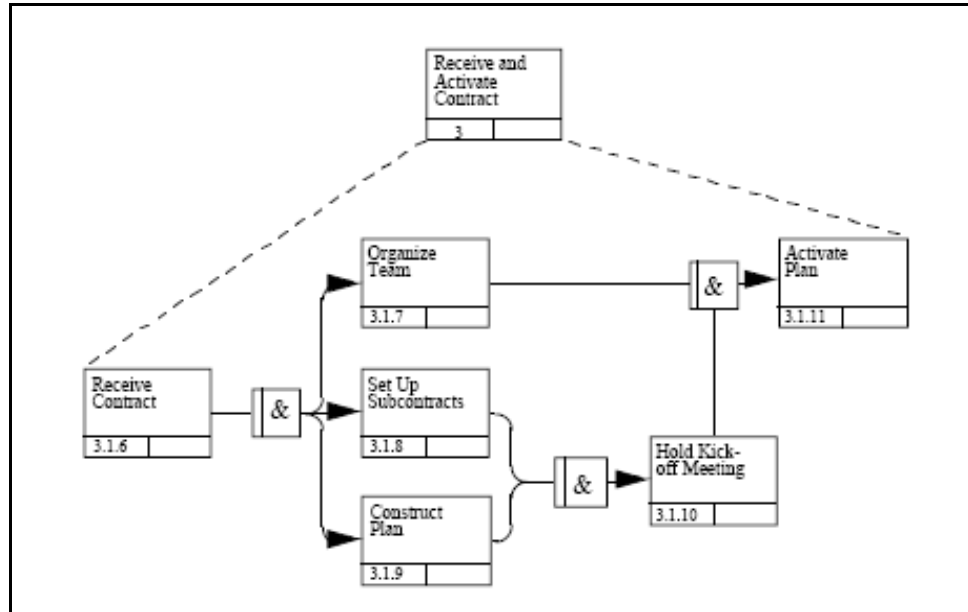 Receive and
Activate
Contract
3
Organize
Team
3.1.7
&
Activate
Plan
3.1.11
Receive
Contract
3.1.6
&
Set Up
Subcontracts
3.1.8
&
Hold Kick-
off Meeting
3.1.10
Construct
Plan
3.1.9